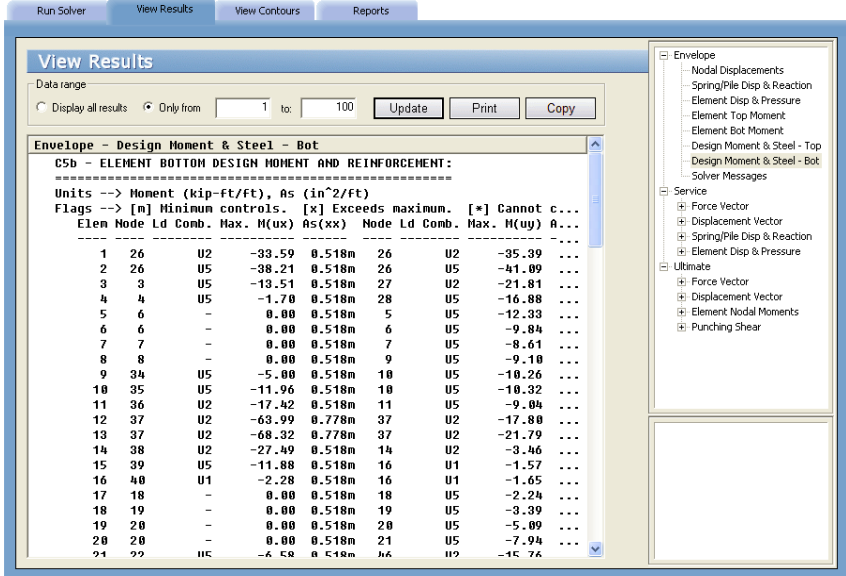 Run Solver View Results View Contours Reports
View Results
Data range
Display all results Only from 1 to: 100 Update Print Copy
Envelope - Design Moment & Steel - Bot
C5b - ELEMENT BOTTOM DESIGN MOMENT AND REINFORCEMENT:
==========================================================
Units --> Moment (kip-ft/ft), As (in^2/ft)
Flags --> [m] Minimum controls. [x] Exceeds maximum. [*] Cannot c...
Elem Node Ld Comb. Max. M(ux) As(xx) Node Ld Comb. Max. M(uy) A...
---- ---- -------- ---------- ------ ---- -------- ---------- -...
1 26 U2 -33.59 0.518m 26 U2 -35.39 ...
2 26 U5 -38.21 0.518m 26 U5 -41.09 ...
3 3 U5 -13.51 0.518m 27 U2 -21.81 ...
4 4 U5 -1.70 0.518m 28 U5 -16.88 ...
5 6 - 0.00 0.518m 5 U5 -12.33 ...
6 6 - 0.00 0.518m 6 U5 -9.84 ...
7 7 - 0.00 0.518m 7 U5 -8.61 ...
8 8 - 0.00 0.518m 9 U5 -9.10 ...
9 34 U5 -5.00 0.518m 10 U5 -10.26 ...
10 35 U5 -11.96 0.518m 10 U5 -10.32 ...
11 36 U2 -17.42 0.518m 11 U5 -9.04 ...
12 37 U2 -63.99 0.778m 37 U2 -17.80 ...
13 37 U2 -68.32 0.778m 37 U2 -21.79 ...
14 38 U2 -27.49 0.518m 14 U2 -3.46 ...
15 39 U5 -11.88 0.518m 16 U1 -1.57 ...
16 40 U1 -2.28 0.518m 16 U1 -1.65 ...
17 18 - 0.00 0.518m 18 U5 -2.24 ...
18 19 - 0.00 0.518m 19 U5 -3.39 ...
19 20 - 0.00 0.518m 20 U5 -5.09 ...
20 20 - 0.00 0.518m 21 U5 -7.94 ...
21 22 U5 -6.58 0.518m 46 U2 -15.76
Envelope
Nodal Displacements
Spring/Pile Disp & Reaction
Element Disp & Pressure
Element Top Moment
Element Bot Moment
Design Moment & Steel - Top
Design Moment & Steel - Bot
Solver Messages
Service
Force Vector
Displacement Vector
Spring/Pile Disp & Reaction
Element Disp & Pressure
Ultimate
Force Vector
Displacement Vector
Element Nodal Moments
Punching Shear